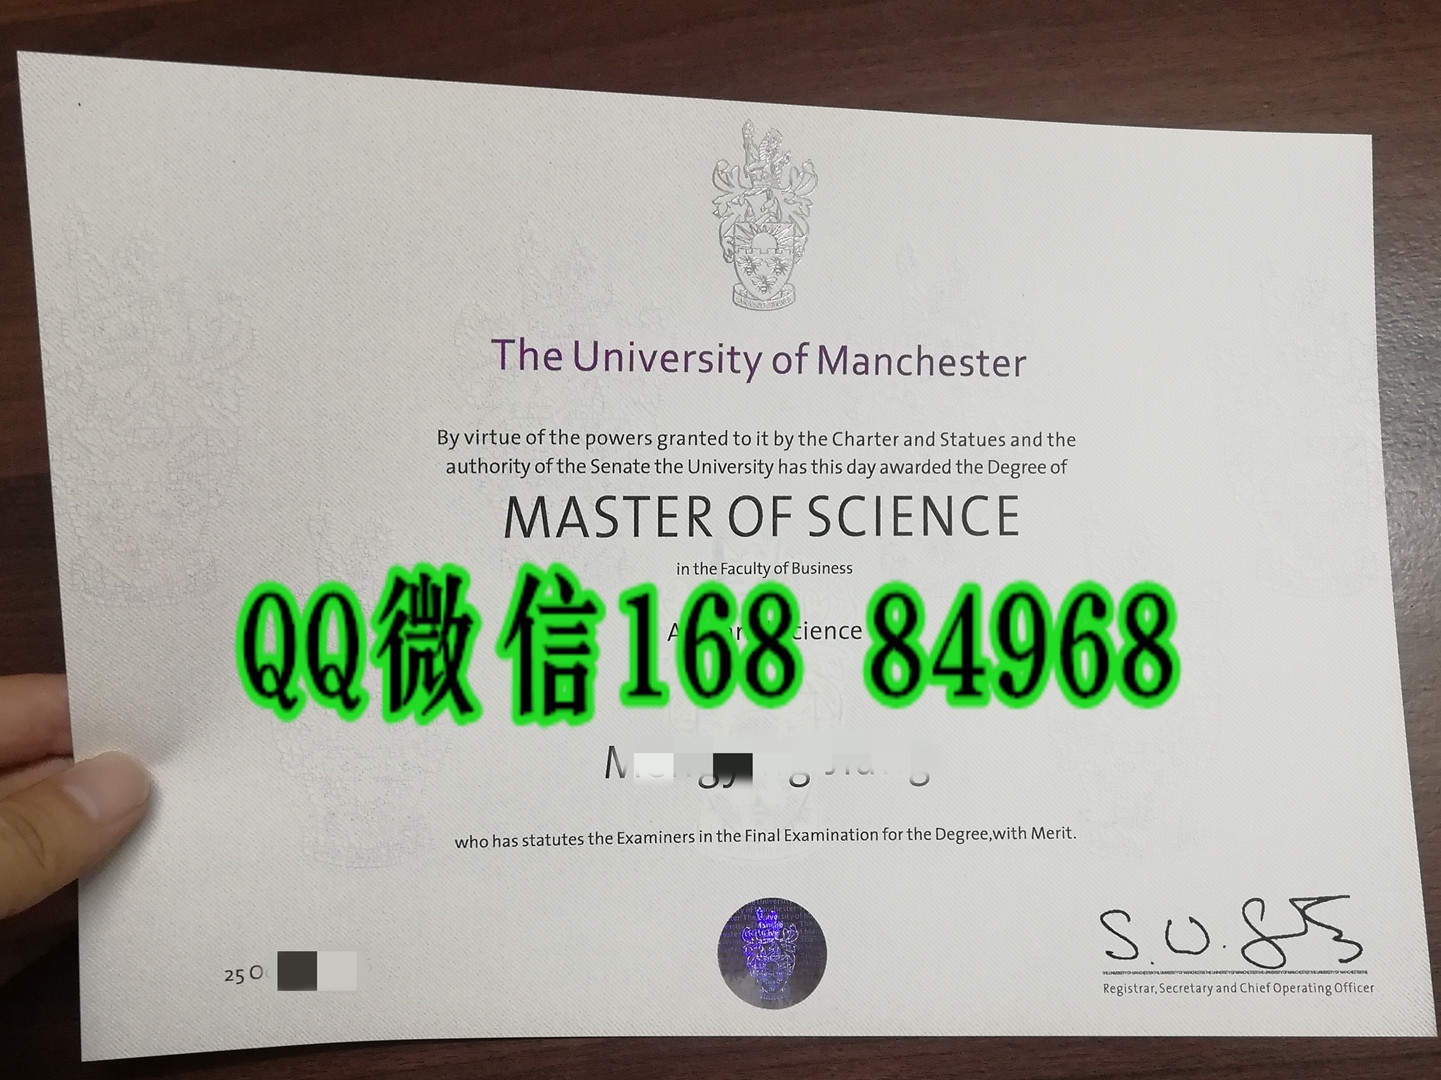 The University of Manchester
By virtue of the powers granted to it by the Charter and Statues and the
authority of the Senate the University has this day awarded the Degree of
MASTER OF SCIENCE
in the Faculty of Business
QQ微信168 84968
who has statutes the Examiners in the Final Examination for the Degree,with Merit.
25 O
S.O.
Registrar, Secretary and Chief Operating Officer